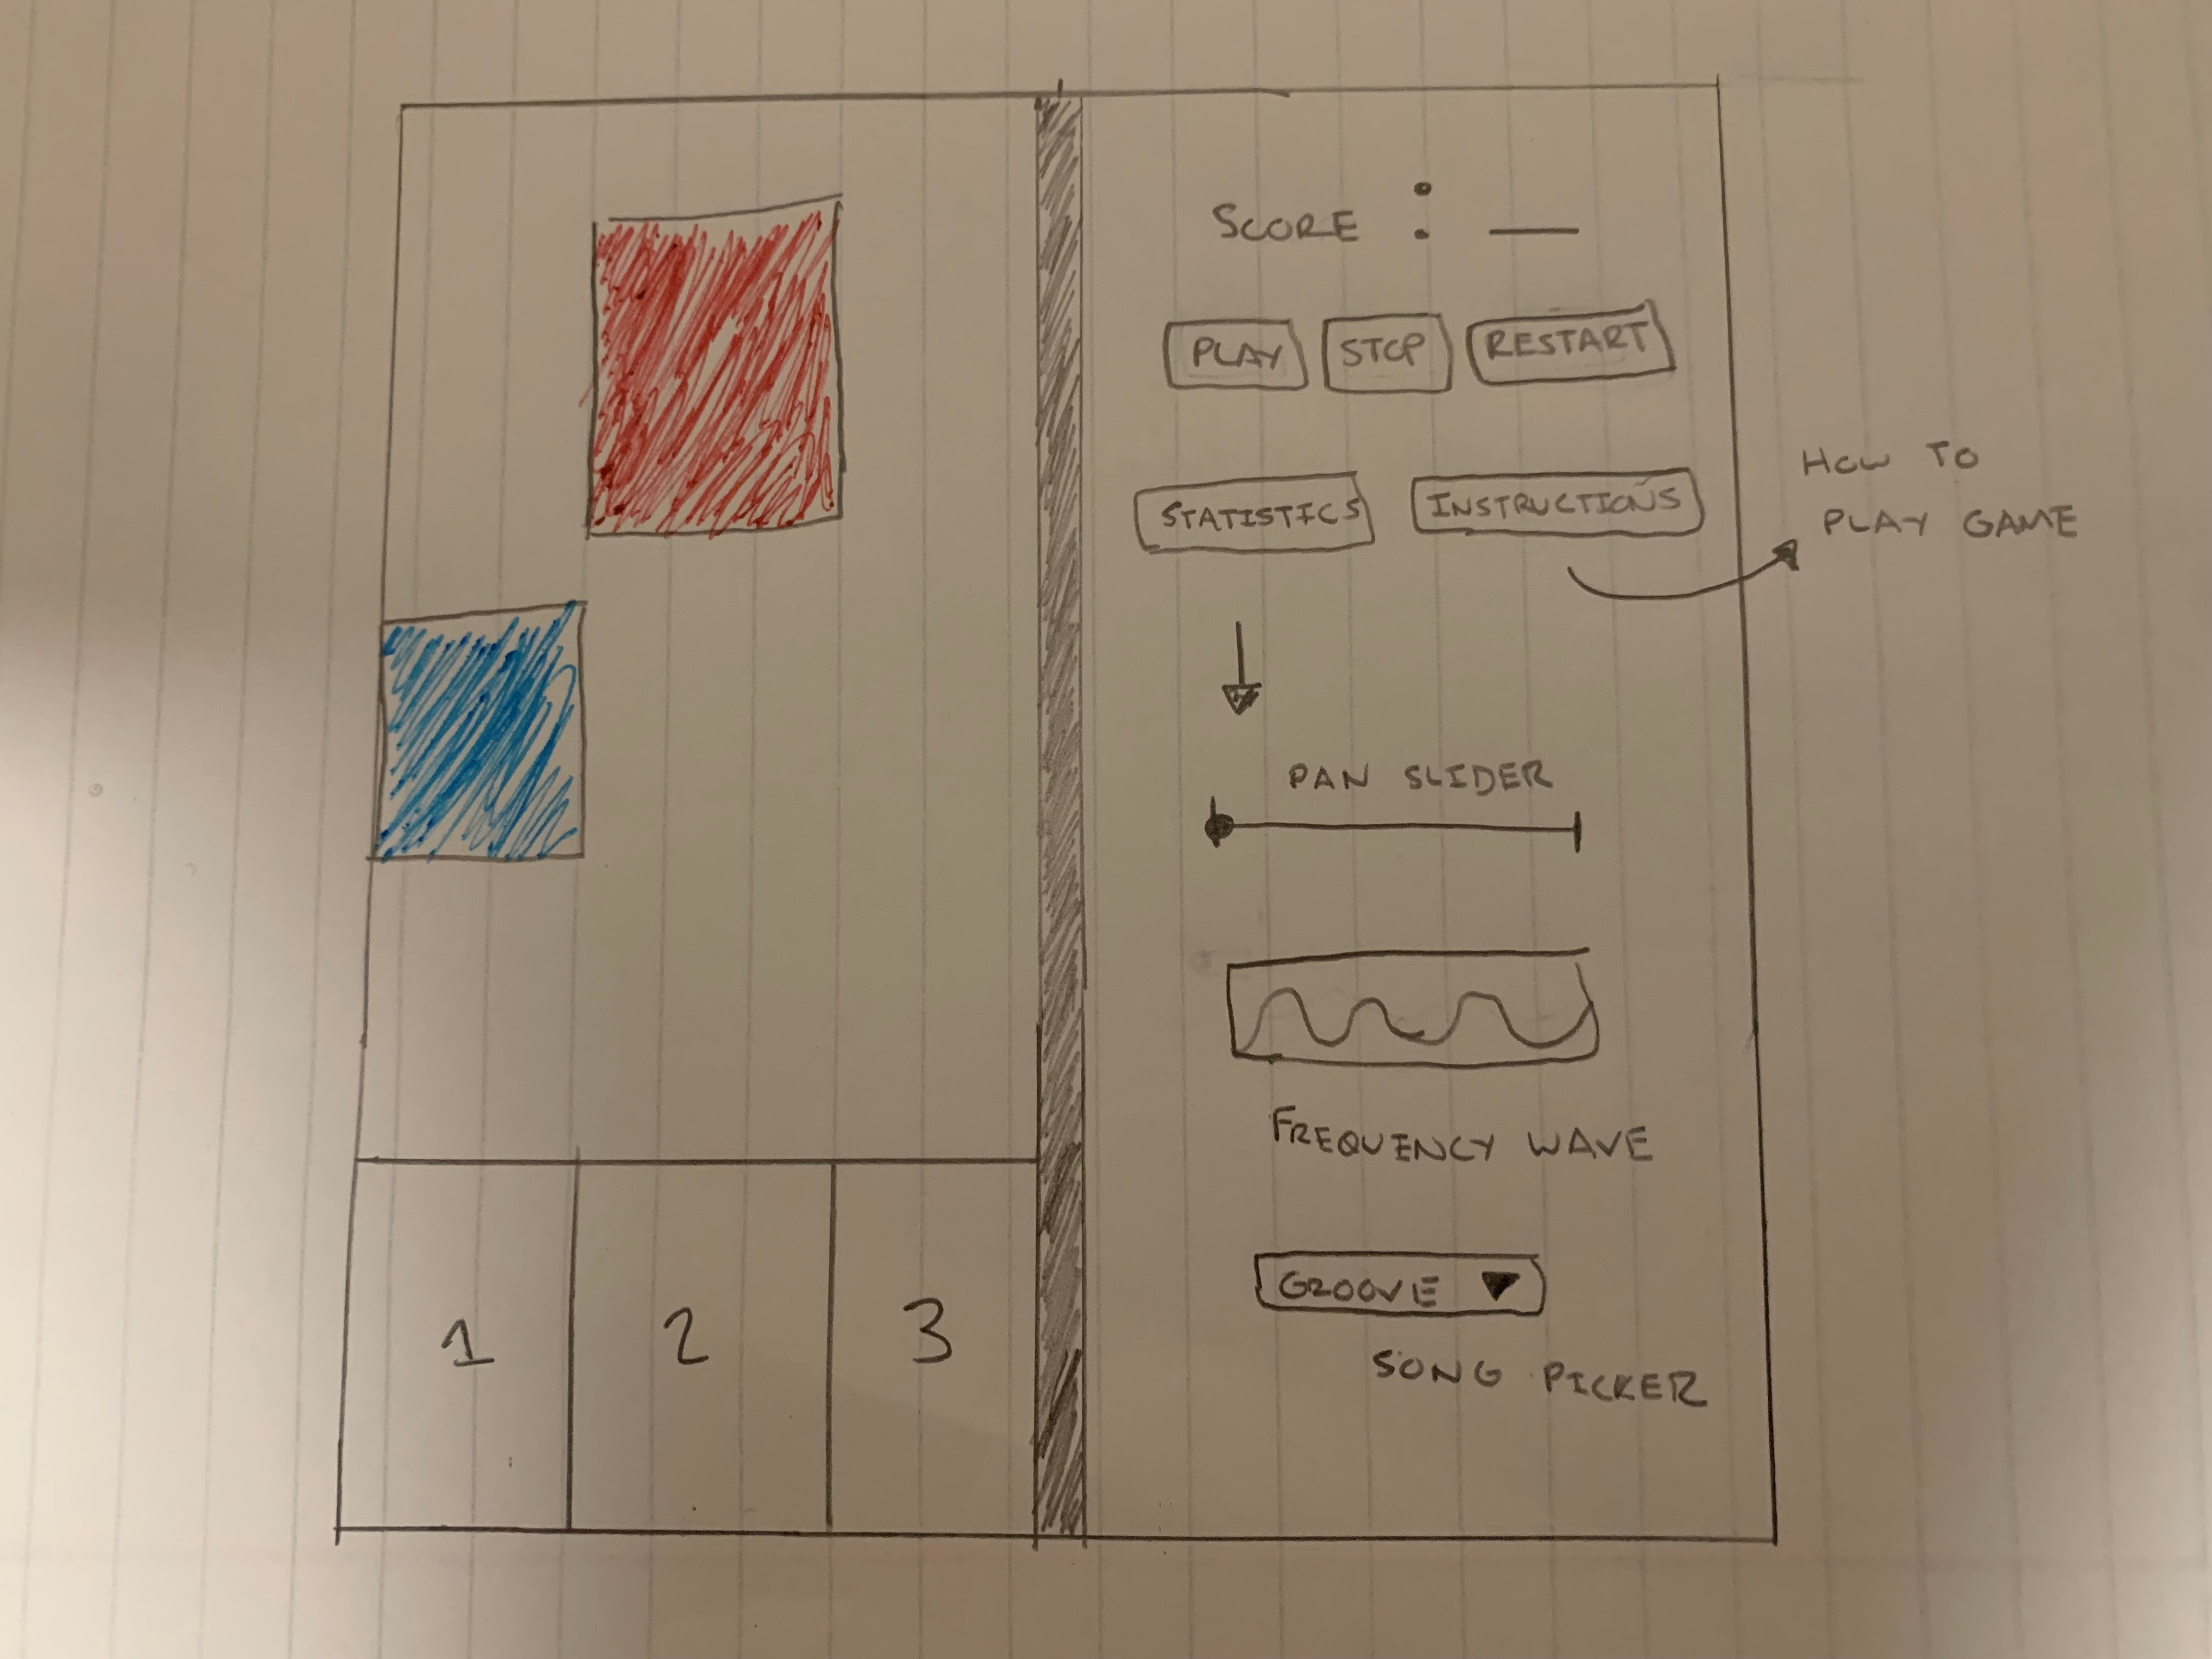 SCORE : __
PLAY STOP RESTART
STATISTICS INSTRUCTIONS
HOW TO
PLAY GAME
PAN SLIDER
FREQUENCY WAVE
GROOVE ▼
SONG PICKER
1 2 3